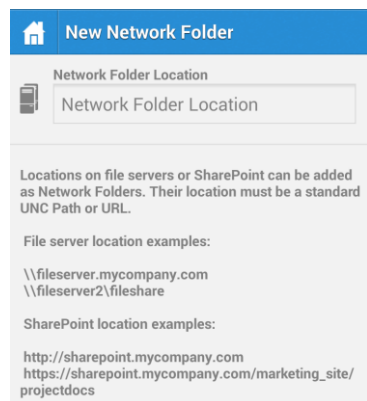 New Network Folder
Network Folder Location
Network Folder Location
Locations on file servers or SharePoint can be added
as Network Folders. Their location must be a standard
UNC Path or URL.
File server location examples:
\\fileserver.mycompany.com
\\fileserver2\fileshare
SharePoint location examples:
http://sharepoint.mycompany.com
https://sharepoint.mycompany.com/marketing_site/
projectdocs